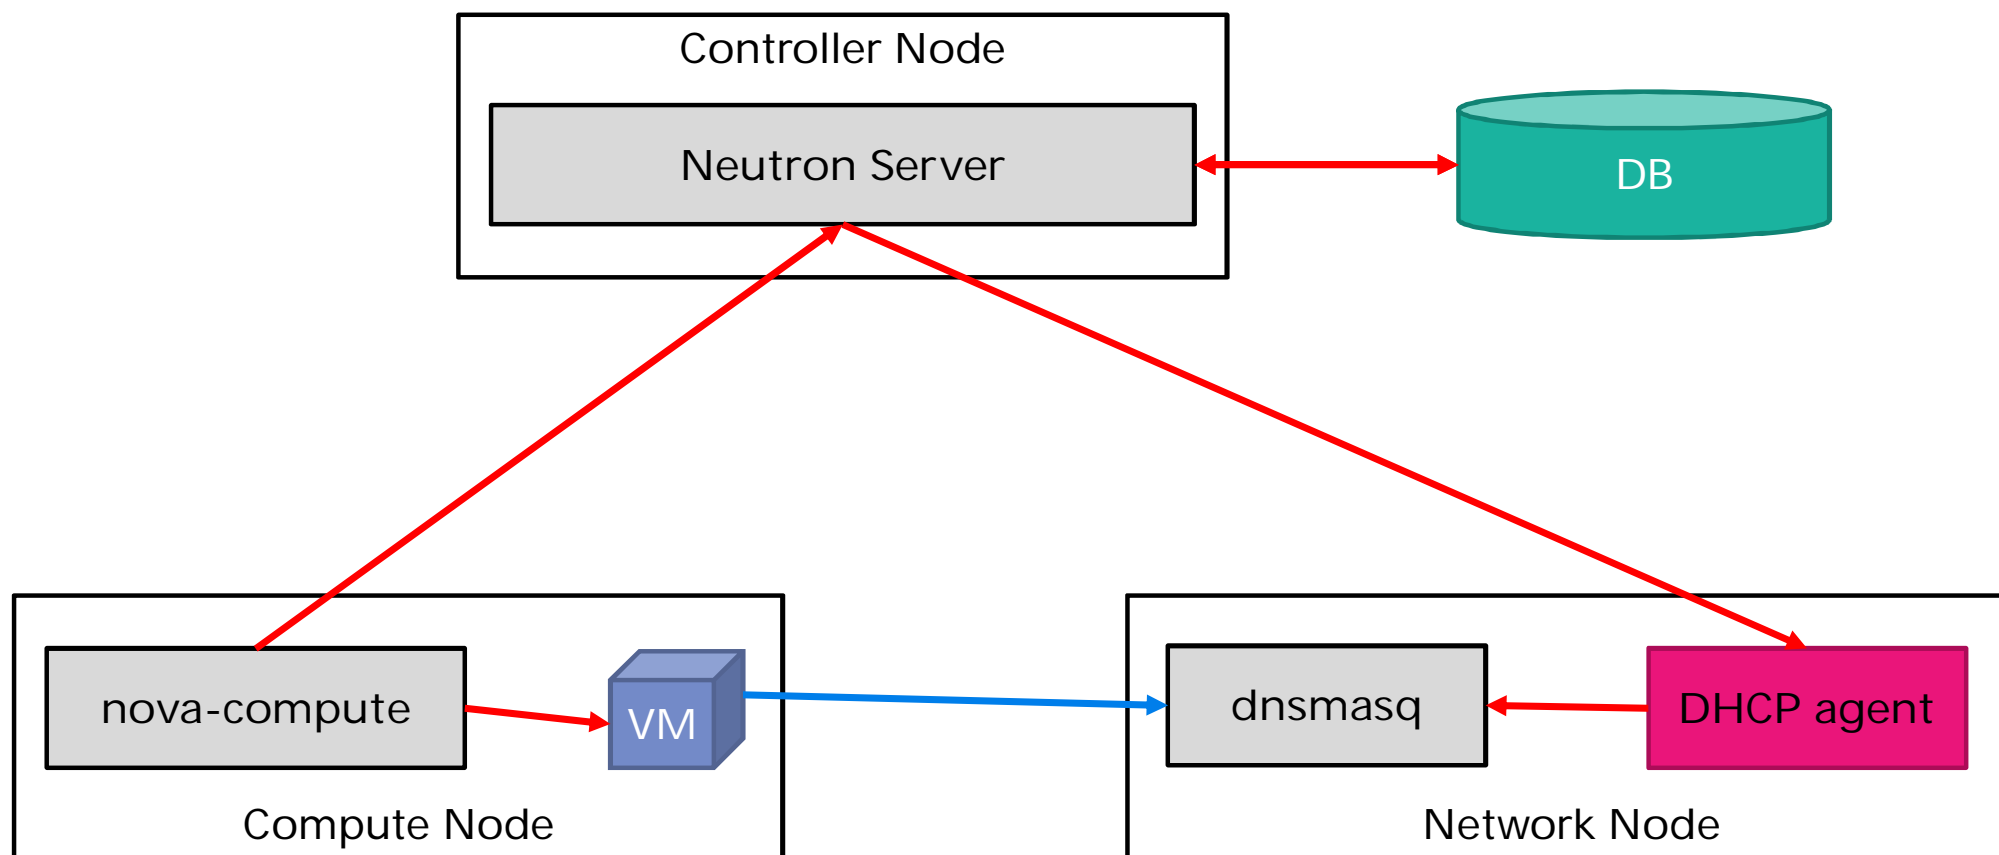 Controller Node
Neutron Server
DB
nova-compute
VM
dnsmasq
DHCP agent
Compute Node
Network Node